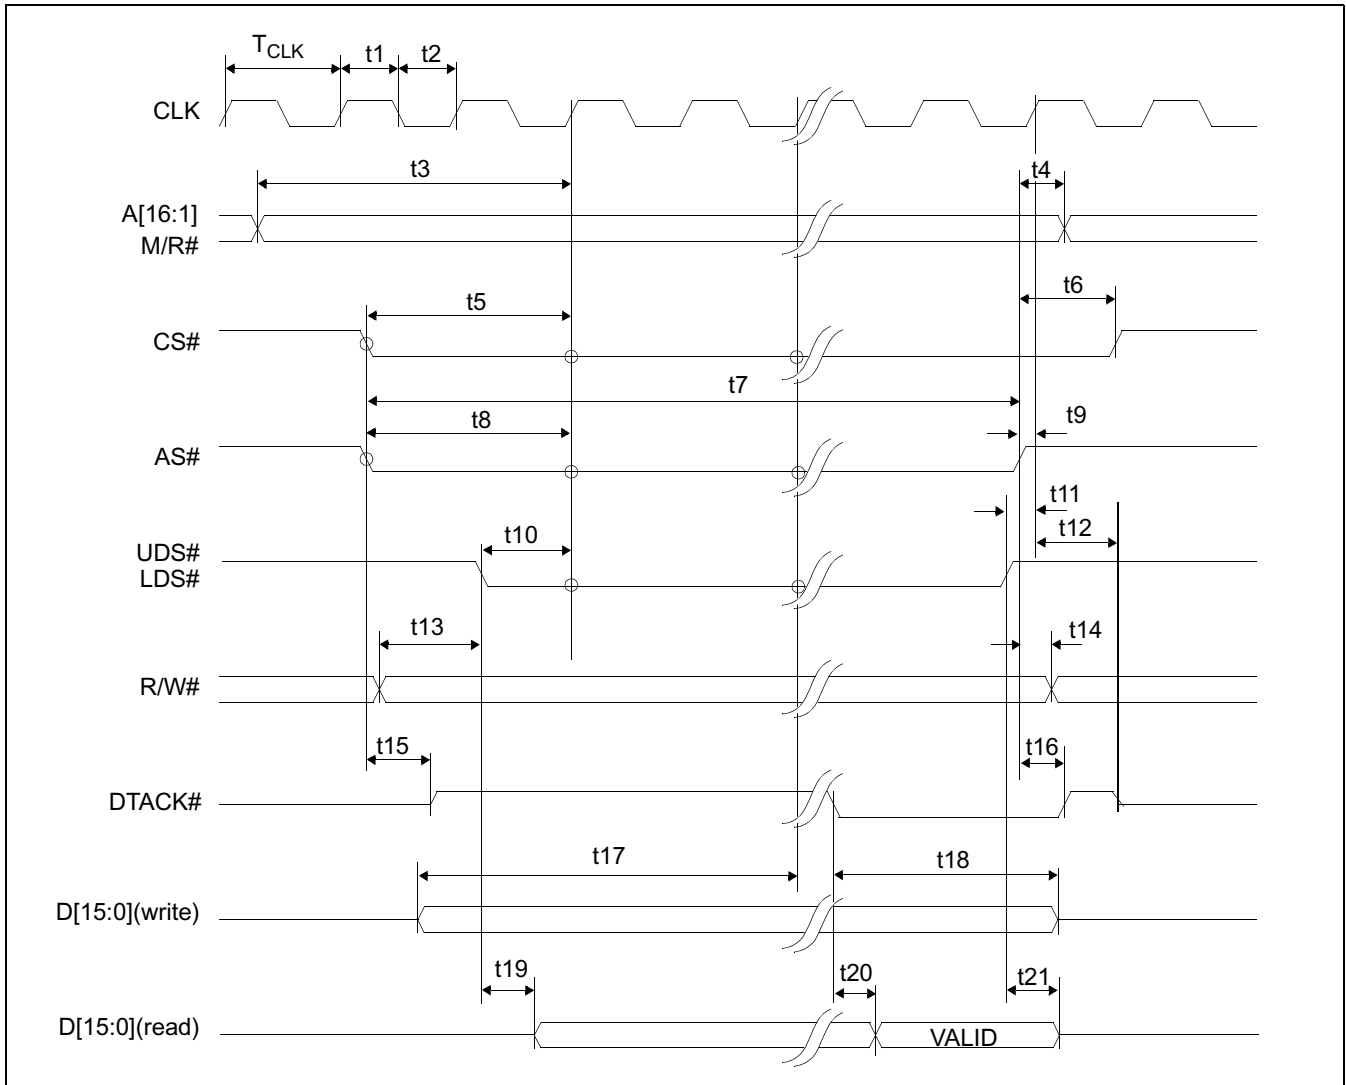 TCLK t1 t2
CLK
t3 t4
A[16:1]
M/R#
t5 t6
CS#
t7
t8 t9
AS#
t11
t10 t12
UDS#
LDS#
t13 t14
R/W#
t15 t16
DTACK#
t17 t18
D[15:0](write)
t19 t20 t21
D[15:0](read) VALID